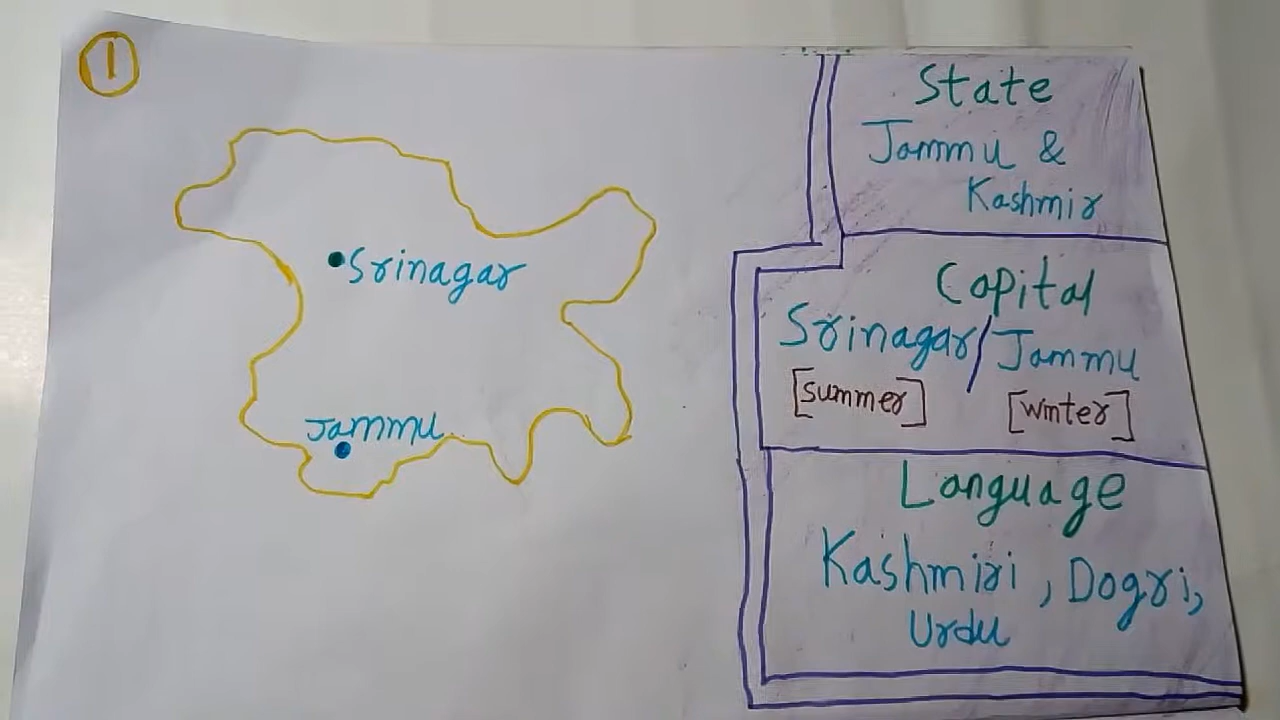 1
Srinagar
Jammu
State
Jammu &
Kashmir
Capital
Srinagar/Jammu
[summer] [winter]
Language
Kashmiri, Dogri,
Urdu